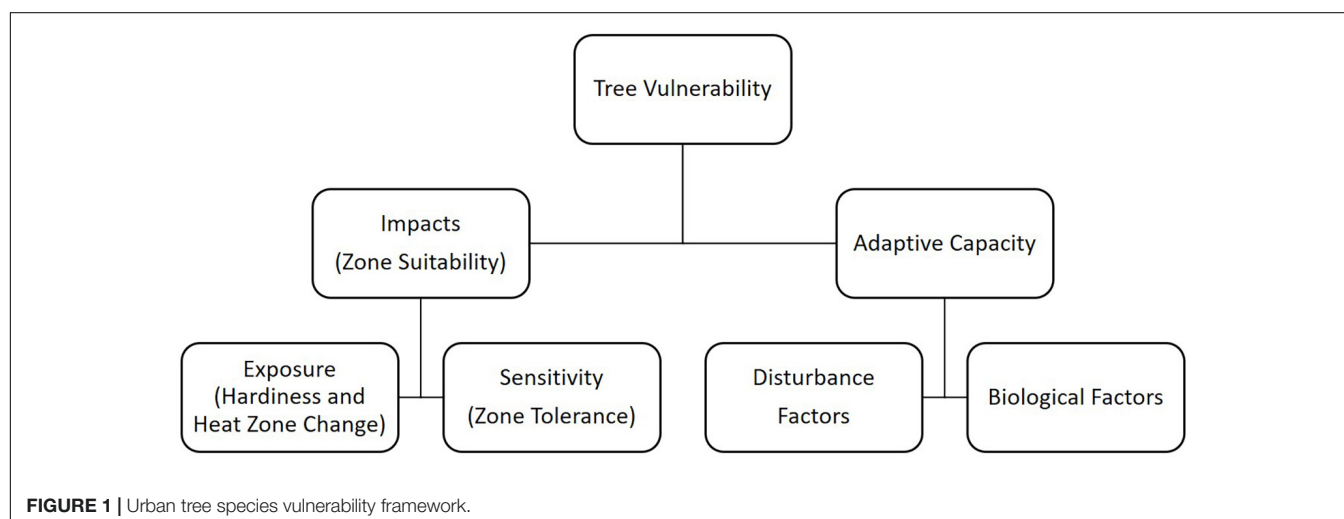 Tree Vulnerability
Impacts
(Zone Suitability)
Adaptive Capacity
Exposure
(Hardiness and
Heat Zone Change)
Sensitivity
(Zone Tolerance)
Disturbance
Factors
Biological Factors
FIGURE 1 | Urban tree species vulnerability framework.